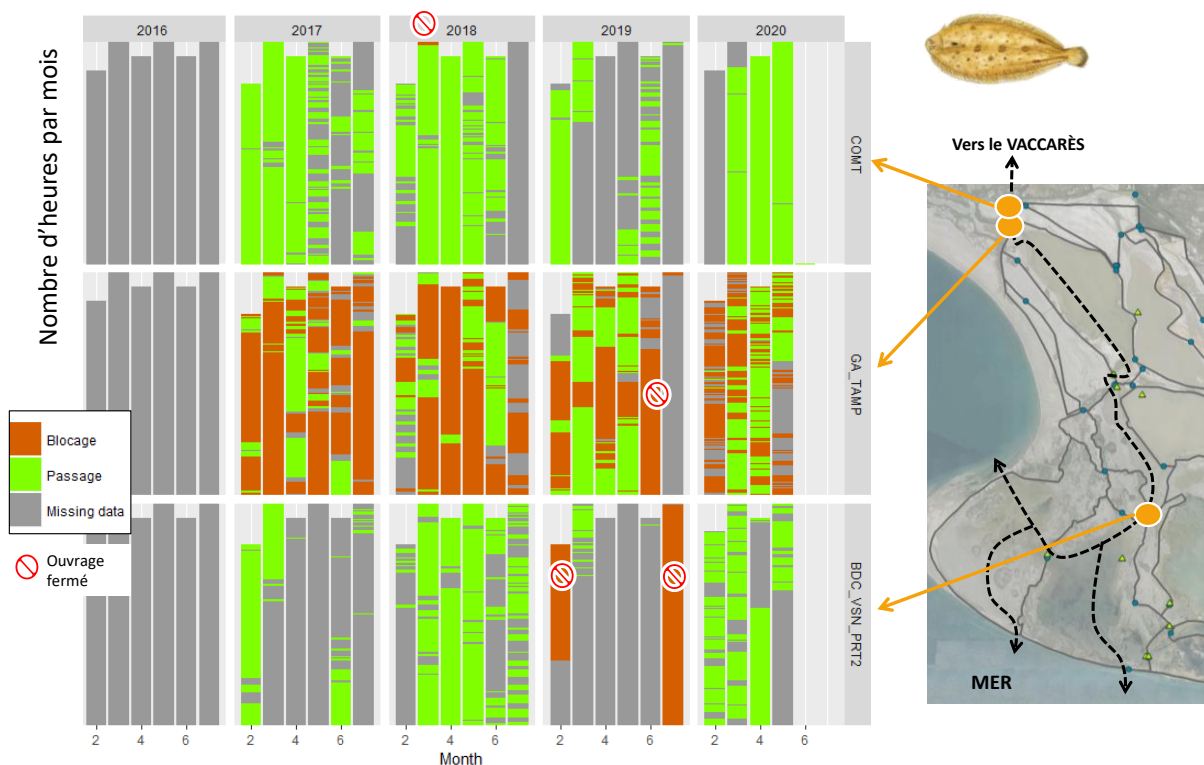 2016
2017
2018
2019
2020
Nombre d'heures par mois
COMT
GA_TAMP
BDC_VSN_PRT2
Blocage
Passage
Missing data
Ouvrage
fermé
2 4 6
2 4 6
2 4 6
2 4 6
2 4 6
Month
Vers le VACCARÈS
MER